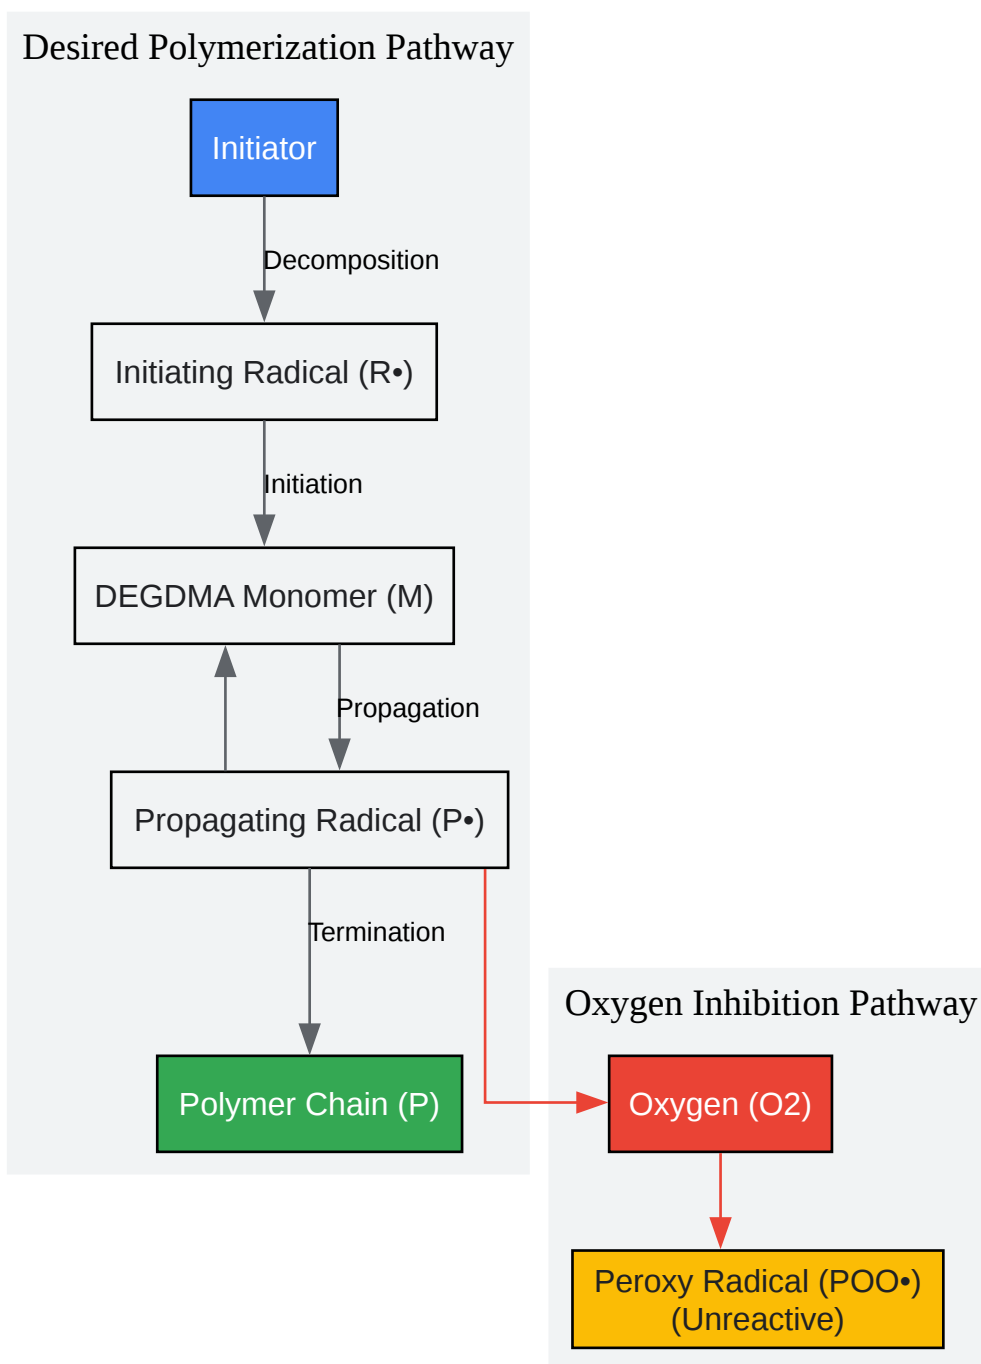 Desired Polymerization Pathway
Initiator
Decomposition
Initiating Radical (R•)
Initiation
DEGDMA Monomer (M)
Propagation
Propagating Radical (P•)
Termination
Polymer Chain (P)
Oxygen Inhibition Pathway
Oxygen (O2)
Peroxy Radical (POO•)
(Unreactive)